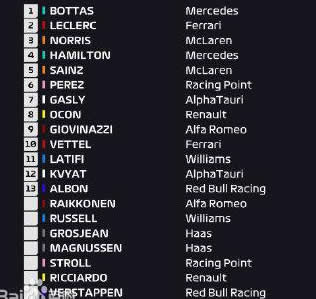 1 BOTTAS Mercedes
2 LECLERC Ferrari
3 NORRIS McLaren
4 HAMILTON Mercedes
5 SAINZ McLaren
6 PEREZ Racing Point
7 GASLY AlphaTauri
8 OCON Renault
9 GIOVINAZZI Alfa Romeo
10 VETTEL Ferrari
11 LATIFI Williams
12 KVYAT AlphaTauri
13 ALBON Red Bull Racing
RAIKKONEN Alfa Romeo
RUSSELL Williams
GROSJEAN Haas
MAGNUSSEN Haas
STROLL Racing Point
RICCIARDO Renault
VERSTAPPEN Red Bull Racing